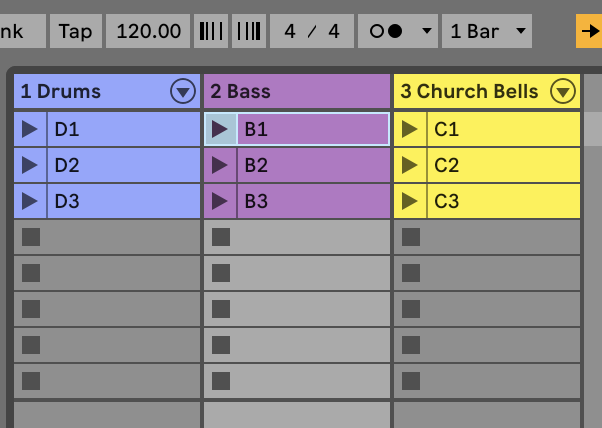 nk Tap 120.00 4 / 4 1 Bar
1 Drums 2 Bass 3 Church Bells
D1 B1 C1
D2 B2 C2
D3 B3 C3